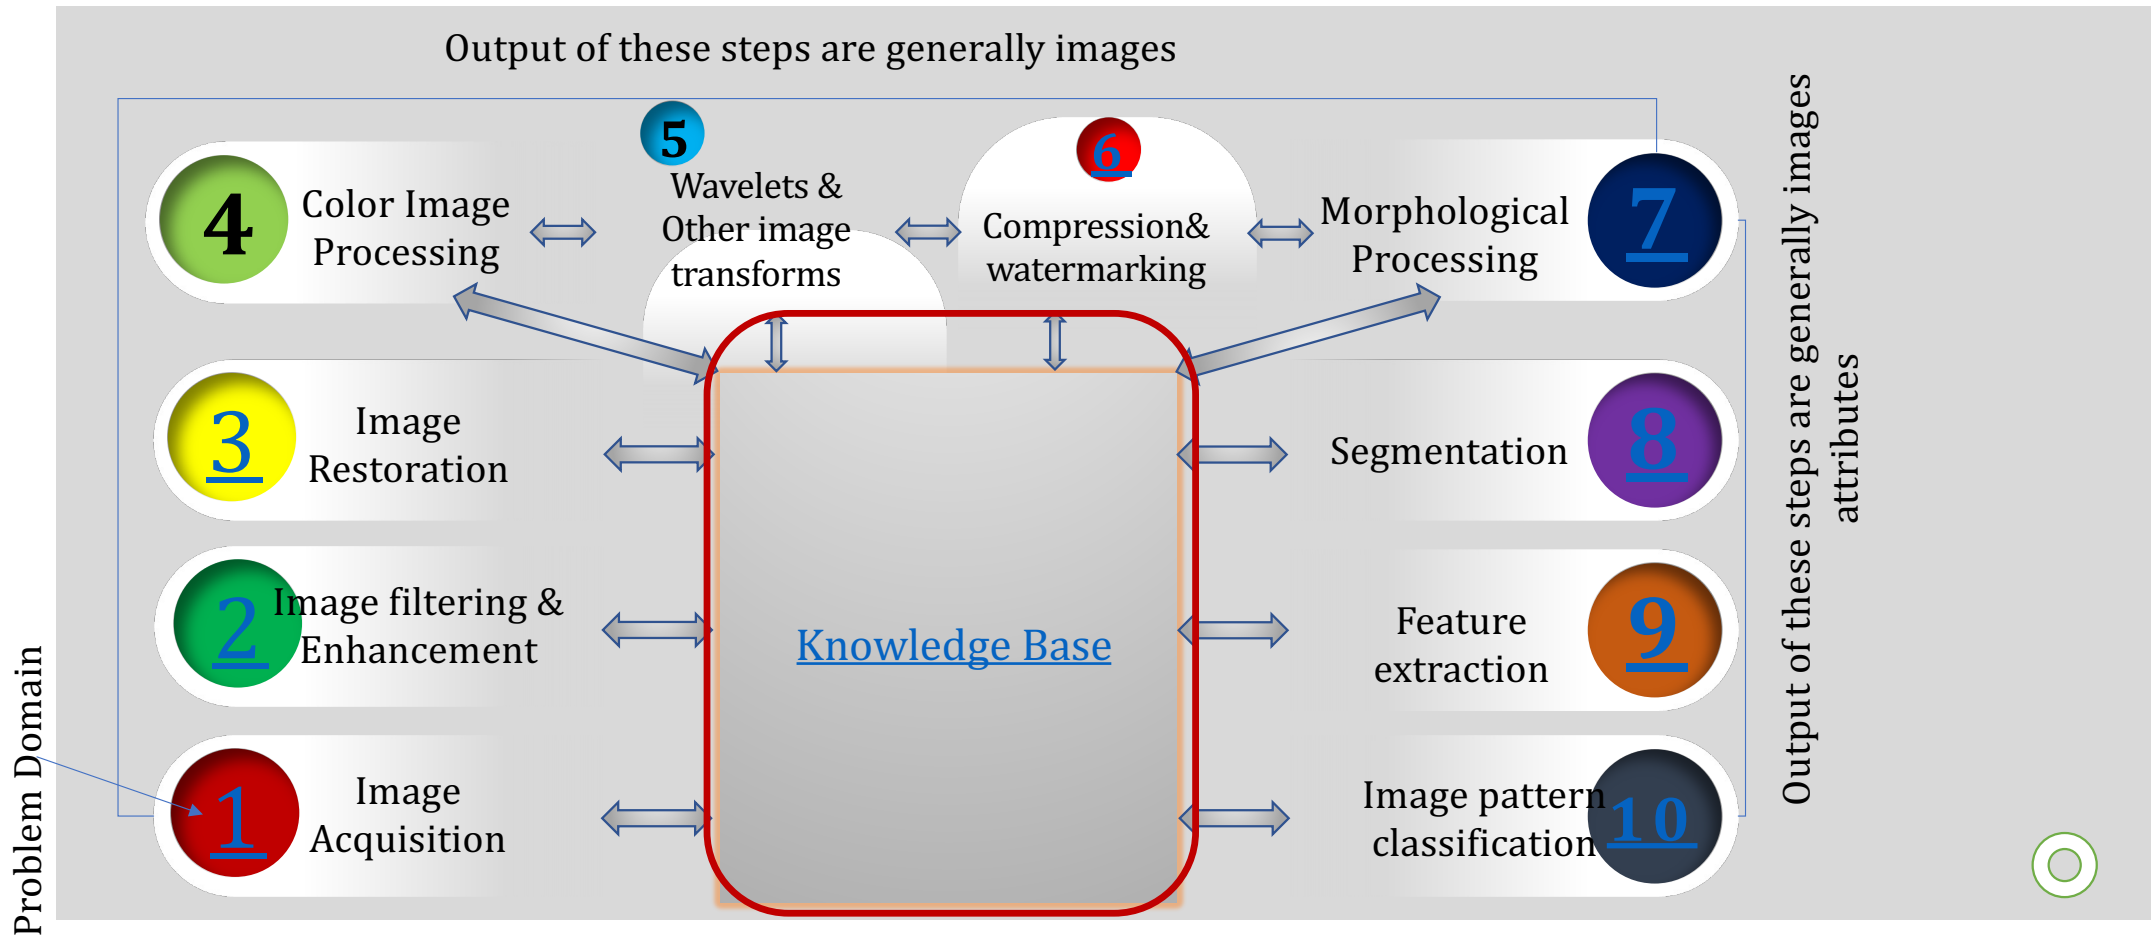 Output of these steps are generally images
4
Color Image
Processing
5
Wavelets &
Other image
transforms
6
Compression&
watermarking
Morphological
Processing
7
3
Image
Restoration
Segmentation
8
2
Image filtering &
Enhancement
Knowledge Base
Feature
extraction
9
1
Image
Acquisition
Image pattern
classification
10
Problem Domain
Output of these steps are generally images
attributes